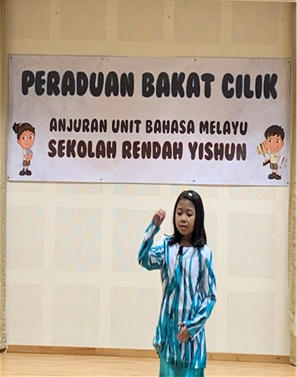 PERADUAN BAKAT CILIK
ANJURAN UNIT BAHASA MELAYU
SEKOLAH RENDAH YISHUN